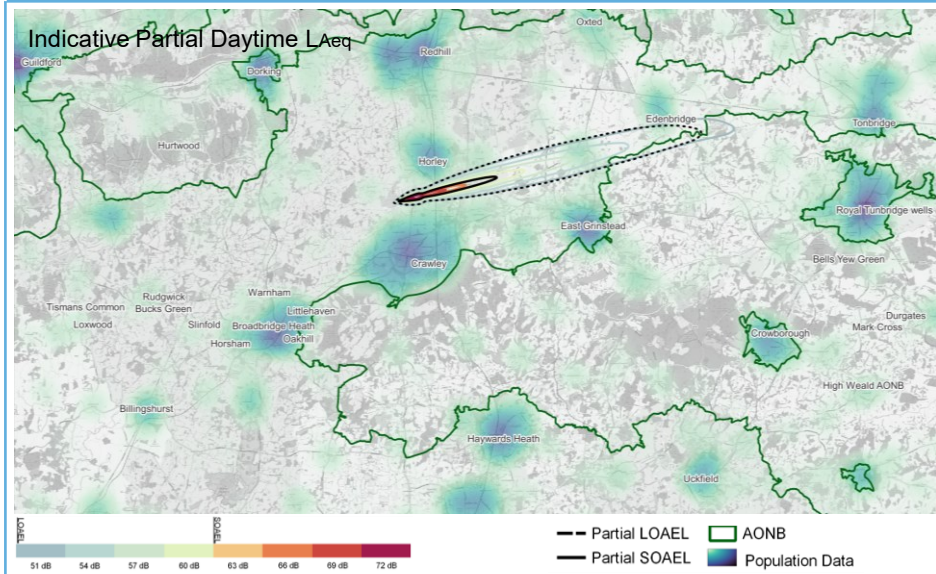 Indicative Partial Daytime LAeq
Oxted
Redhill
Guildford
Dorking
Edenbridge
Tonbridge
Hurtwood
Horley
Royal Tunbridge wells
East Grinstead
Crawley
Bells Yew Green
Warnham
Rudgwick
Tismans Common
Bucks Green
Littlehaven
Durgates
Loxwood
Slinfold
Broadbridge Heath
Mark Cross
Crowborough
Horsham
Oakhill
High Weald AONB
Billingshurst
Haywards Heath
Uckfield
LOAEL
SOAEL
51 dB 54 dB 57 dB 60 dB 63 dB 66 dB 69 dB 72 dB
Partial LOAEL
AONB
Partial SOAEL
Population Data